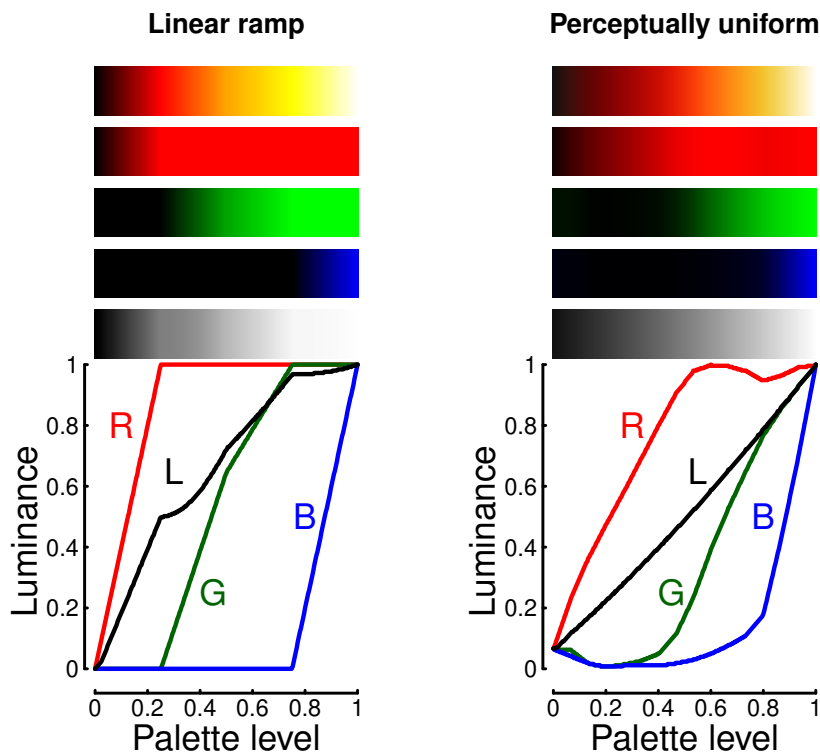 Linear ramp
Perceptually uniform
1
0.8
0.6
0.4
0.2
0
Luminance
R
L
G
B
0 0.2 0.4 0.6 0.8 1
Palette level
1
0.8
0.6
0.4
0.2
0
Luminance
R
L
G
B
0 0.2 0.4 0.6 0.8 1
Palette level